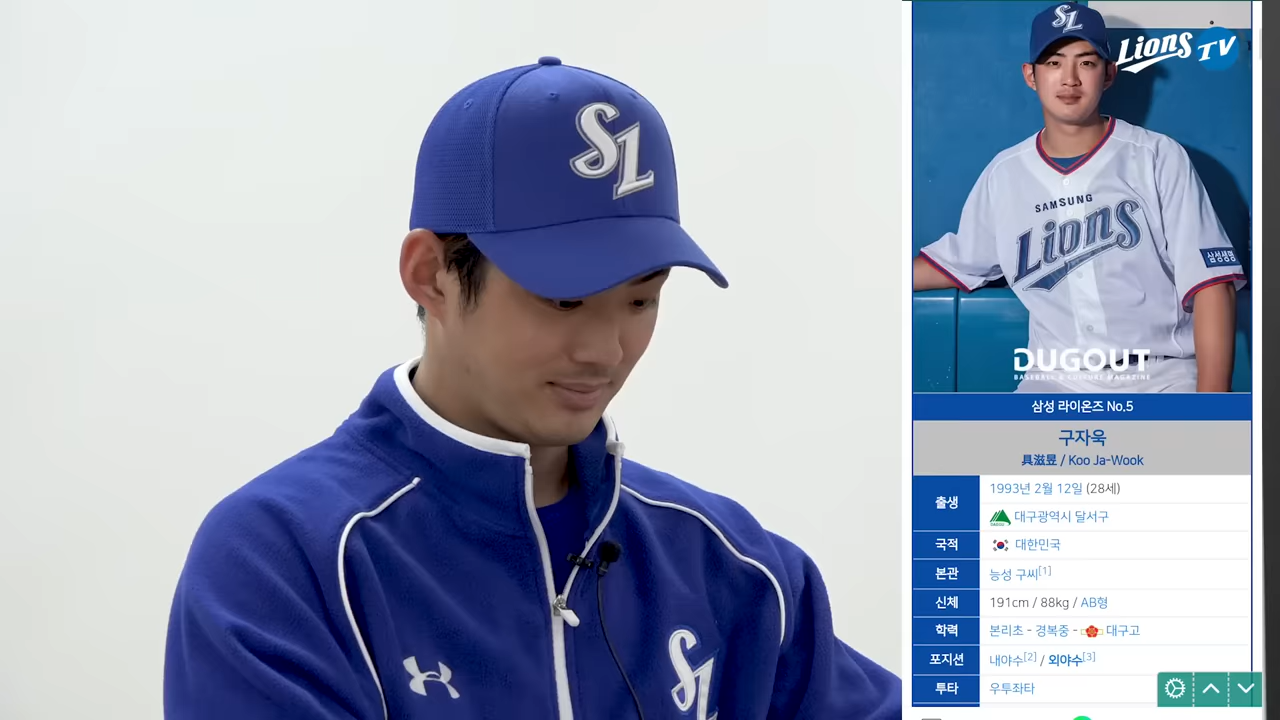 SL
SL
Lions TV
SL
SAMSUNG
Lions
삼성생명
DUGOUT
BASEBALL & CULTURE MAGAZINE
삼성 라이온즈 No.5
구자욱
具滋昱 / Koo Ja-Wook
출생
1993년 2월 12일 (28세)
대구광역시 달서구
국적
대한민국
본관
능성 구씨[1]
신체
191cm / 88kg / AB형
학력
본리초 - 경복중 - 대구고
포지션
내야수[2] / 외야수[3]
투타
우투좌타